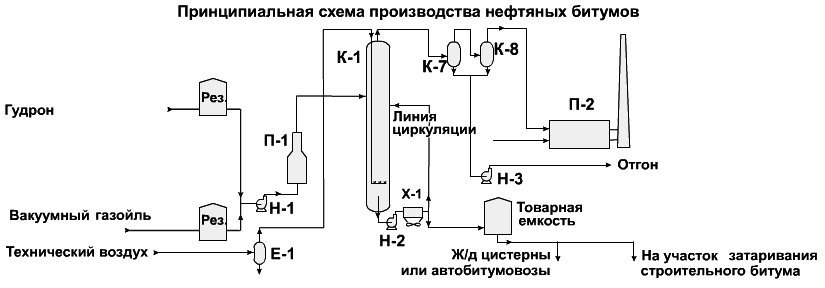 Принципиальная схема производства нефтяных битумов
К-1
К-7
К-8
Рез.
Гудрон
П-1
Линия
циркуляции
П-2
Отгон
Н-3
Н-1
Х-1
Вакуумный газойль
Рез.
Н-2
Товарная
емкость
Технический воздух
Е-1
Ж/д цистерны
или автобитумовозы
На участок затаривания
строительного битума